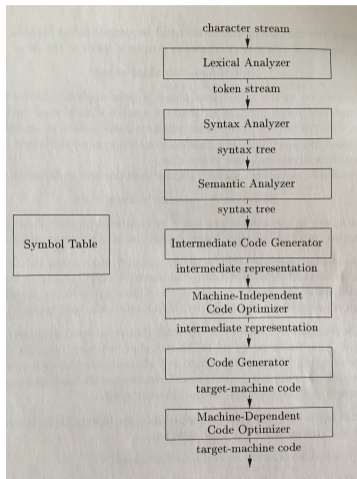 character stream
Lexical Analyzer
token stream
Syntax Analyzer
syntax tree
Semantic Analyzer
syntax tree
Symbol Table
Intermediate Code Generator
intermediate representation
Machine-Independent
Code Optimizer
intermediate representation
Code Generator
target-machine code
Machine-Dependent
Code Optimizer
target-machine code